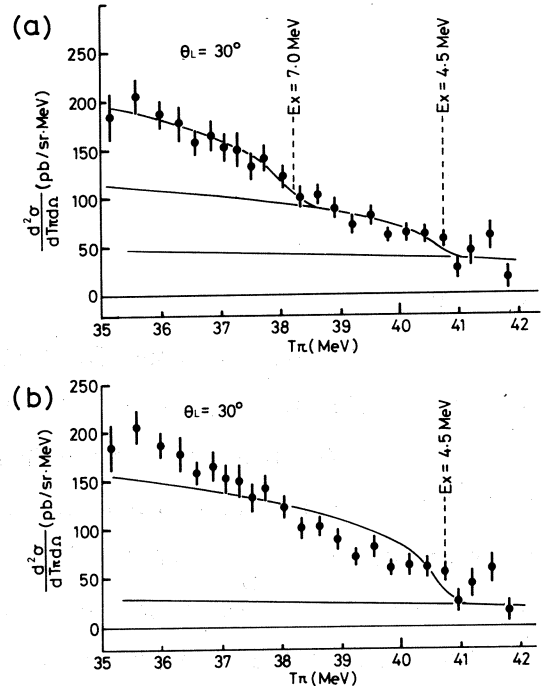 (a)
θL = 30°
Ex = 7.0 MeV
Ex = 4.5 MeV
d²σ
dTπdΩ
(pb/sr·MeV)
250
200
150
100
50
0
35 36 37 38 39 40 41 42
Tπ (MeV)
(b)
θL = 30°
Ex = 4.5 MeV
d²σ
dTπdΩ
(pb/sr·MeV)
250
200
150
100
50
0
35 36 37 38 39 40 41 42
Tπ (MeV)